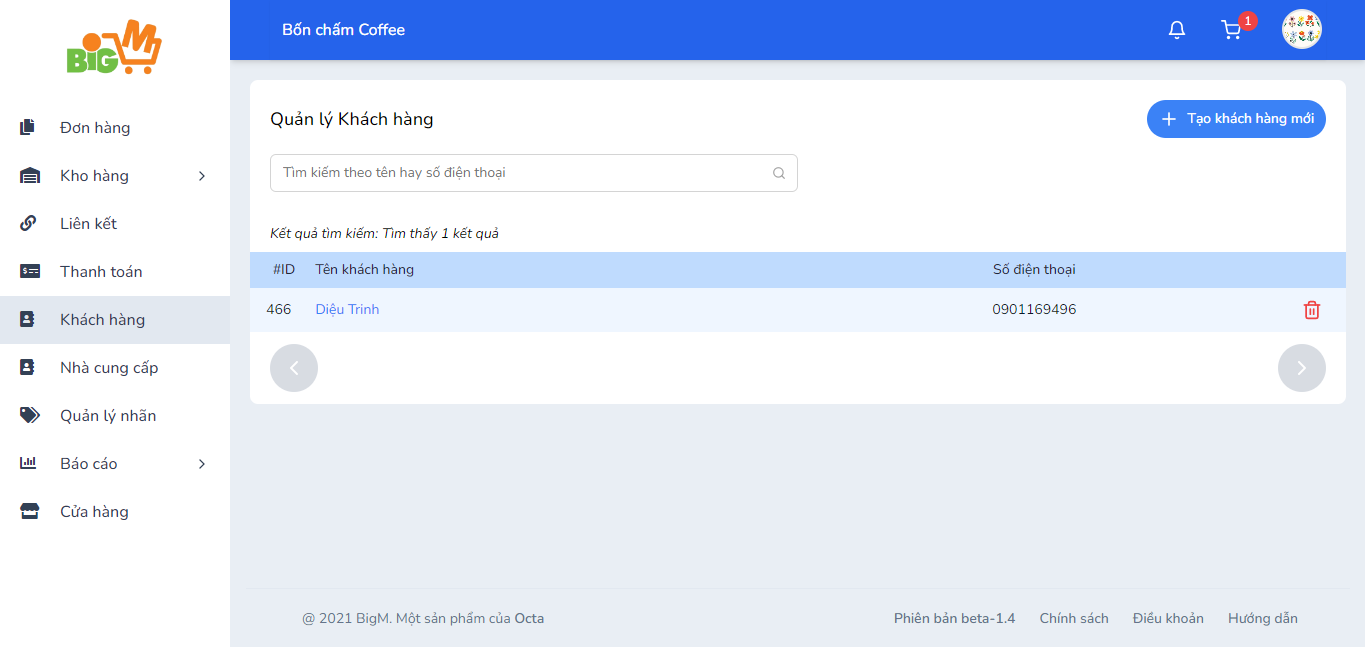 BIGM
Bốn chấm Coffee
1
Đơn hàng
Kho hàng
Liên kết
Thanh toán
Khách hàng
Nhà cung cấp
Quản lý nhãn
Báo cáo
Cửa hàng
Quản lý Khách hàng
Tạo khách hàng mới
Tìm kiếm theo tên hay số điện thoại
Kết quả tìm kiếm: Tìm thấy 1 kết quả
#ID Tên khách hàng Số điện thoại
466 Diệu Trinh 0901169496
@ 2021 BigM. Một sản phẩm của Octa
Phiên bản beta-1.4 Chính sách Điều khoản Hướng dẫn